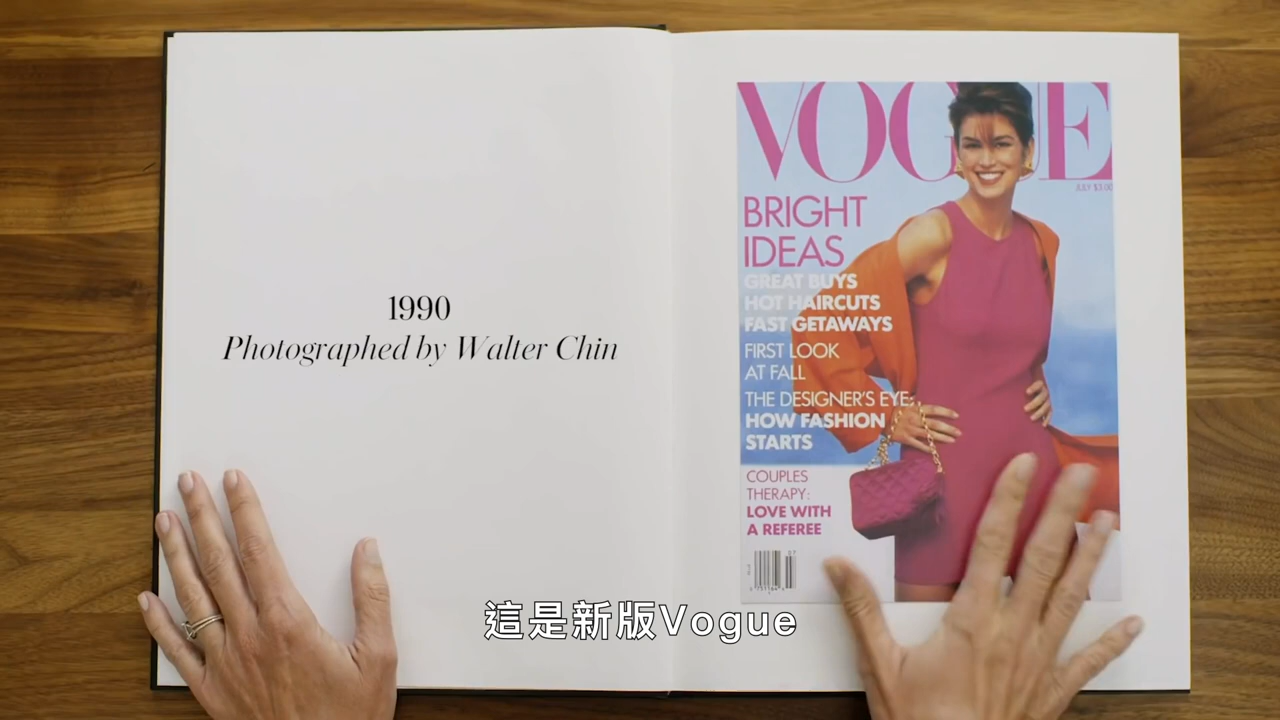 1990
Photographed by Walter Chin
VOGUE
JULY $3.00
BRIGHT
IDEAS
GREAT BUYS
HOT HAIRCUTS
FAST GETAWAYS
FIRST LOOK
AT FALL
THE DESIGNER'S EYE:
HOW FASHION
STARTS
COUPLES
THERAPY:
LOVE WITH
A REFEREE
這是新版Vogue